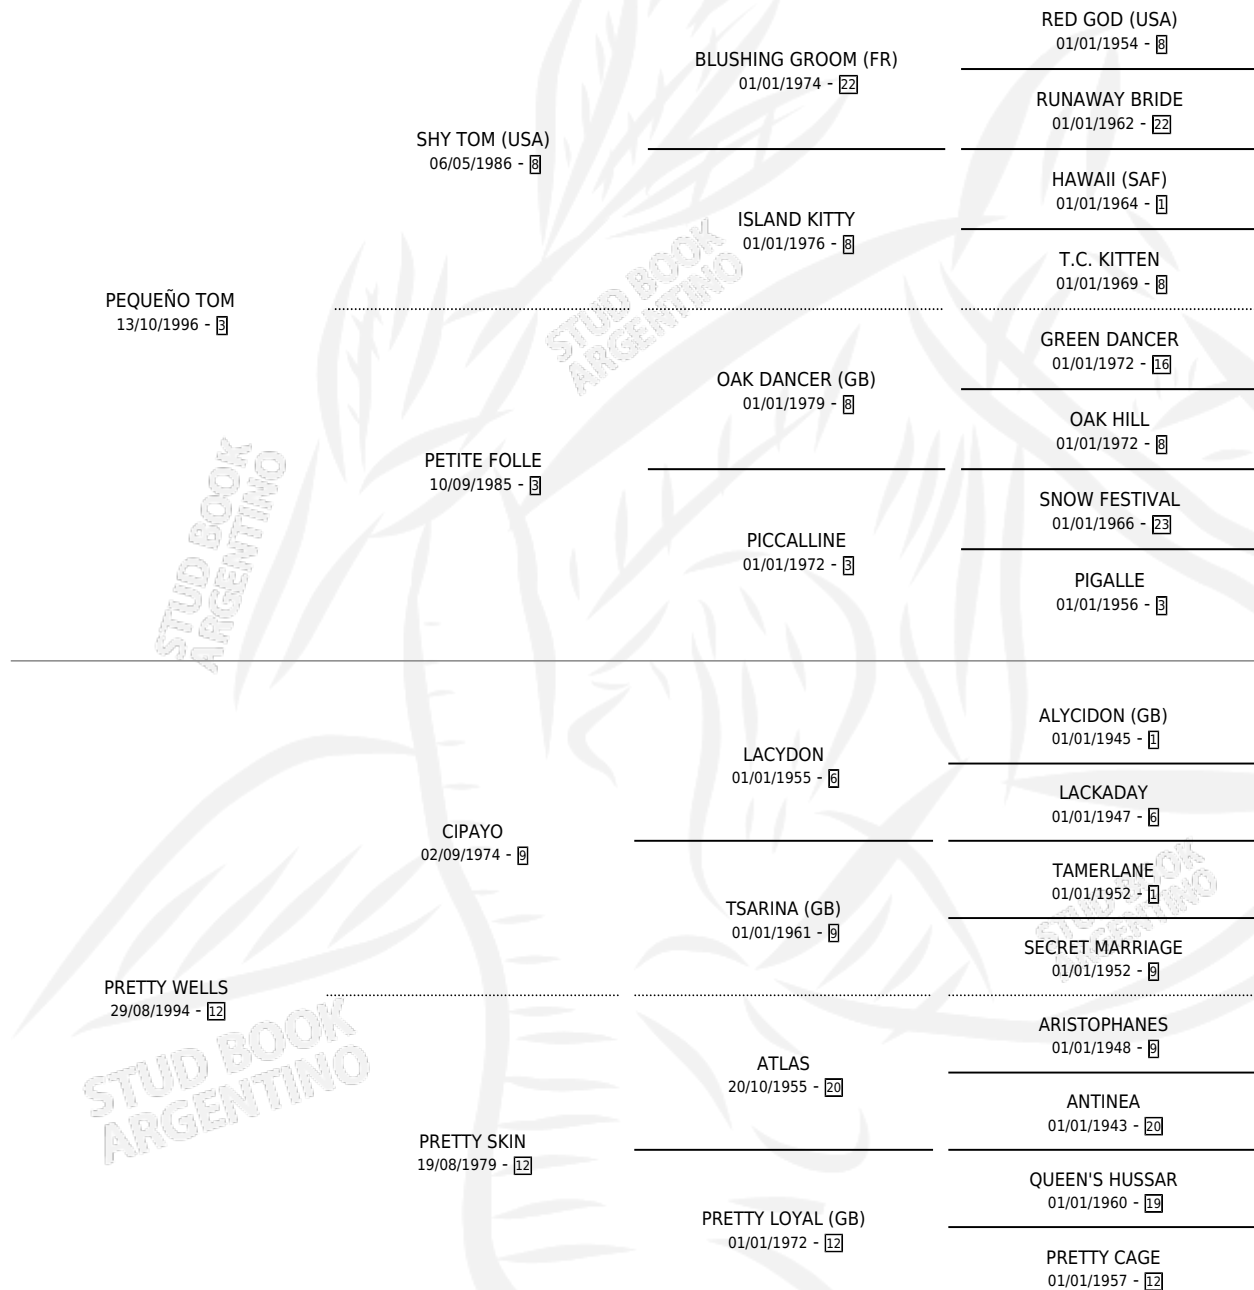 RED GOD (USA)
01/01/1954 - 8
BLUSHING GROOM (FR)
01/01/1974 - 22
RUNAWAY BRIDE
01/01/1962 - 22
SHY TOM (USA)
06/05/1986 - 8
HAWAII (SAF)
01/01/1964 - 1
ISLAND KITTY
01/01/1976 - 8
T.C. KITTEN
01/01/1969 - 8
PEQUEÑO TOM
13/10/1996 - 3
GREEN DANCER
01/01/1972 - 16
OAK DANCER (GB)
01/01/1979 - 8
OAK HILL
01/01/1972 - 8
PETITE FOLLE
10/09/1985 - 3
SNOW FESTIVAL
01/01/1966 - 23
PICCALLINE
01/01/1972 - 3
PIGALLE
01/01/1956 - 3
ALYCIDON (GB)
01/01/1945 - 1
LACYDON
01/01/1955 - 6
LACKADAY
01/01/1947 - 6
CIPAYO
02/09/1974 - 9
TAMERLANE
01/01/1952 - 1
TSARINA (GB)
01/01/1961 - 9
SECRET MARRIAGE
01/01/1952 - 9
PRETTY WELLS
29/08/1994 - 12
ARISTOPHANES
01/01/1948 - 9
ATLAS
20/10/1955 - 20
ANTINEA
01/01/1943 - 20
PRETTY SKIN
19/08/1979 - 12
QUEEN'S HUSSAR
01/01/1960 - 19
PRETTY LOYAL (GB)
01/01/1972 - 12
PRETTY CAGE
01/01/1957 - 12
STUD BOOK
ARGENTINO
STUD BOOK
ARGENTINO
STUD BOOK
ARGENTINO
STUD BOOK
ARGENTINO